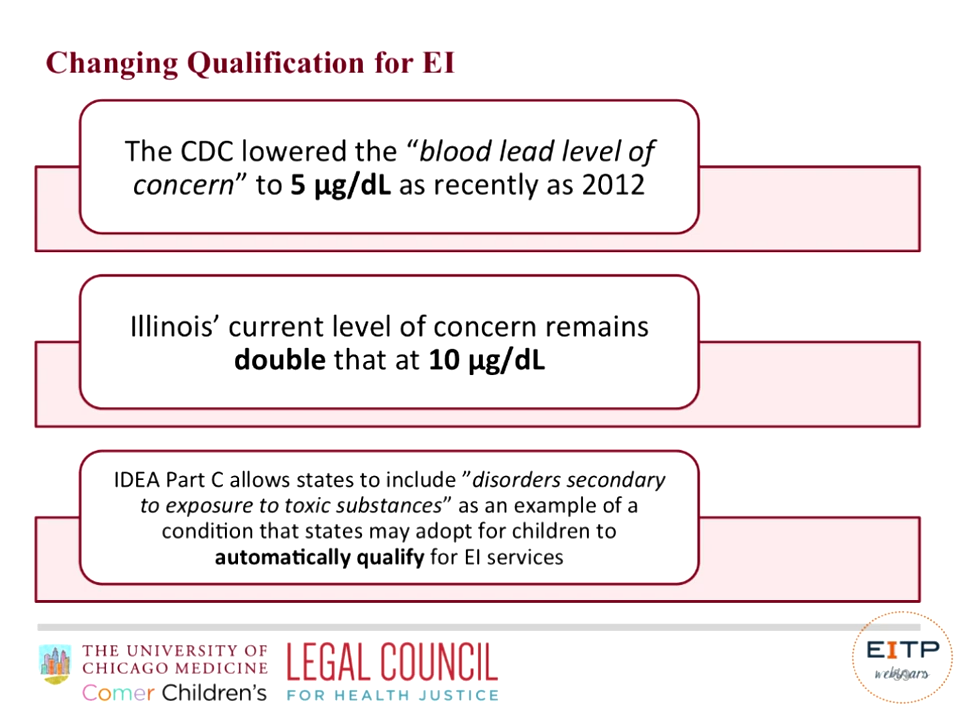 Changing Qualification for EI
The CDC lowered the “blood lead level of
concern” to 5 µg/dL as recently as 2012
Illinois’ current level of concern remains
double that at 10 µg/dL
IDEA Part C allows states to include ”disorders secondary
to exposure to toxic substances” as an example of a
condition that states may adopt for children to
automatically qualify for EI services
THE UNIVERSITY OF
CHICAGO MEDICINE
Comer Children’s
LEGAL COUNCIL
FOR HEALTH JUSTICE
EITP
webinars